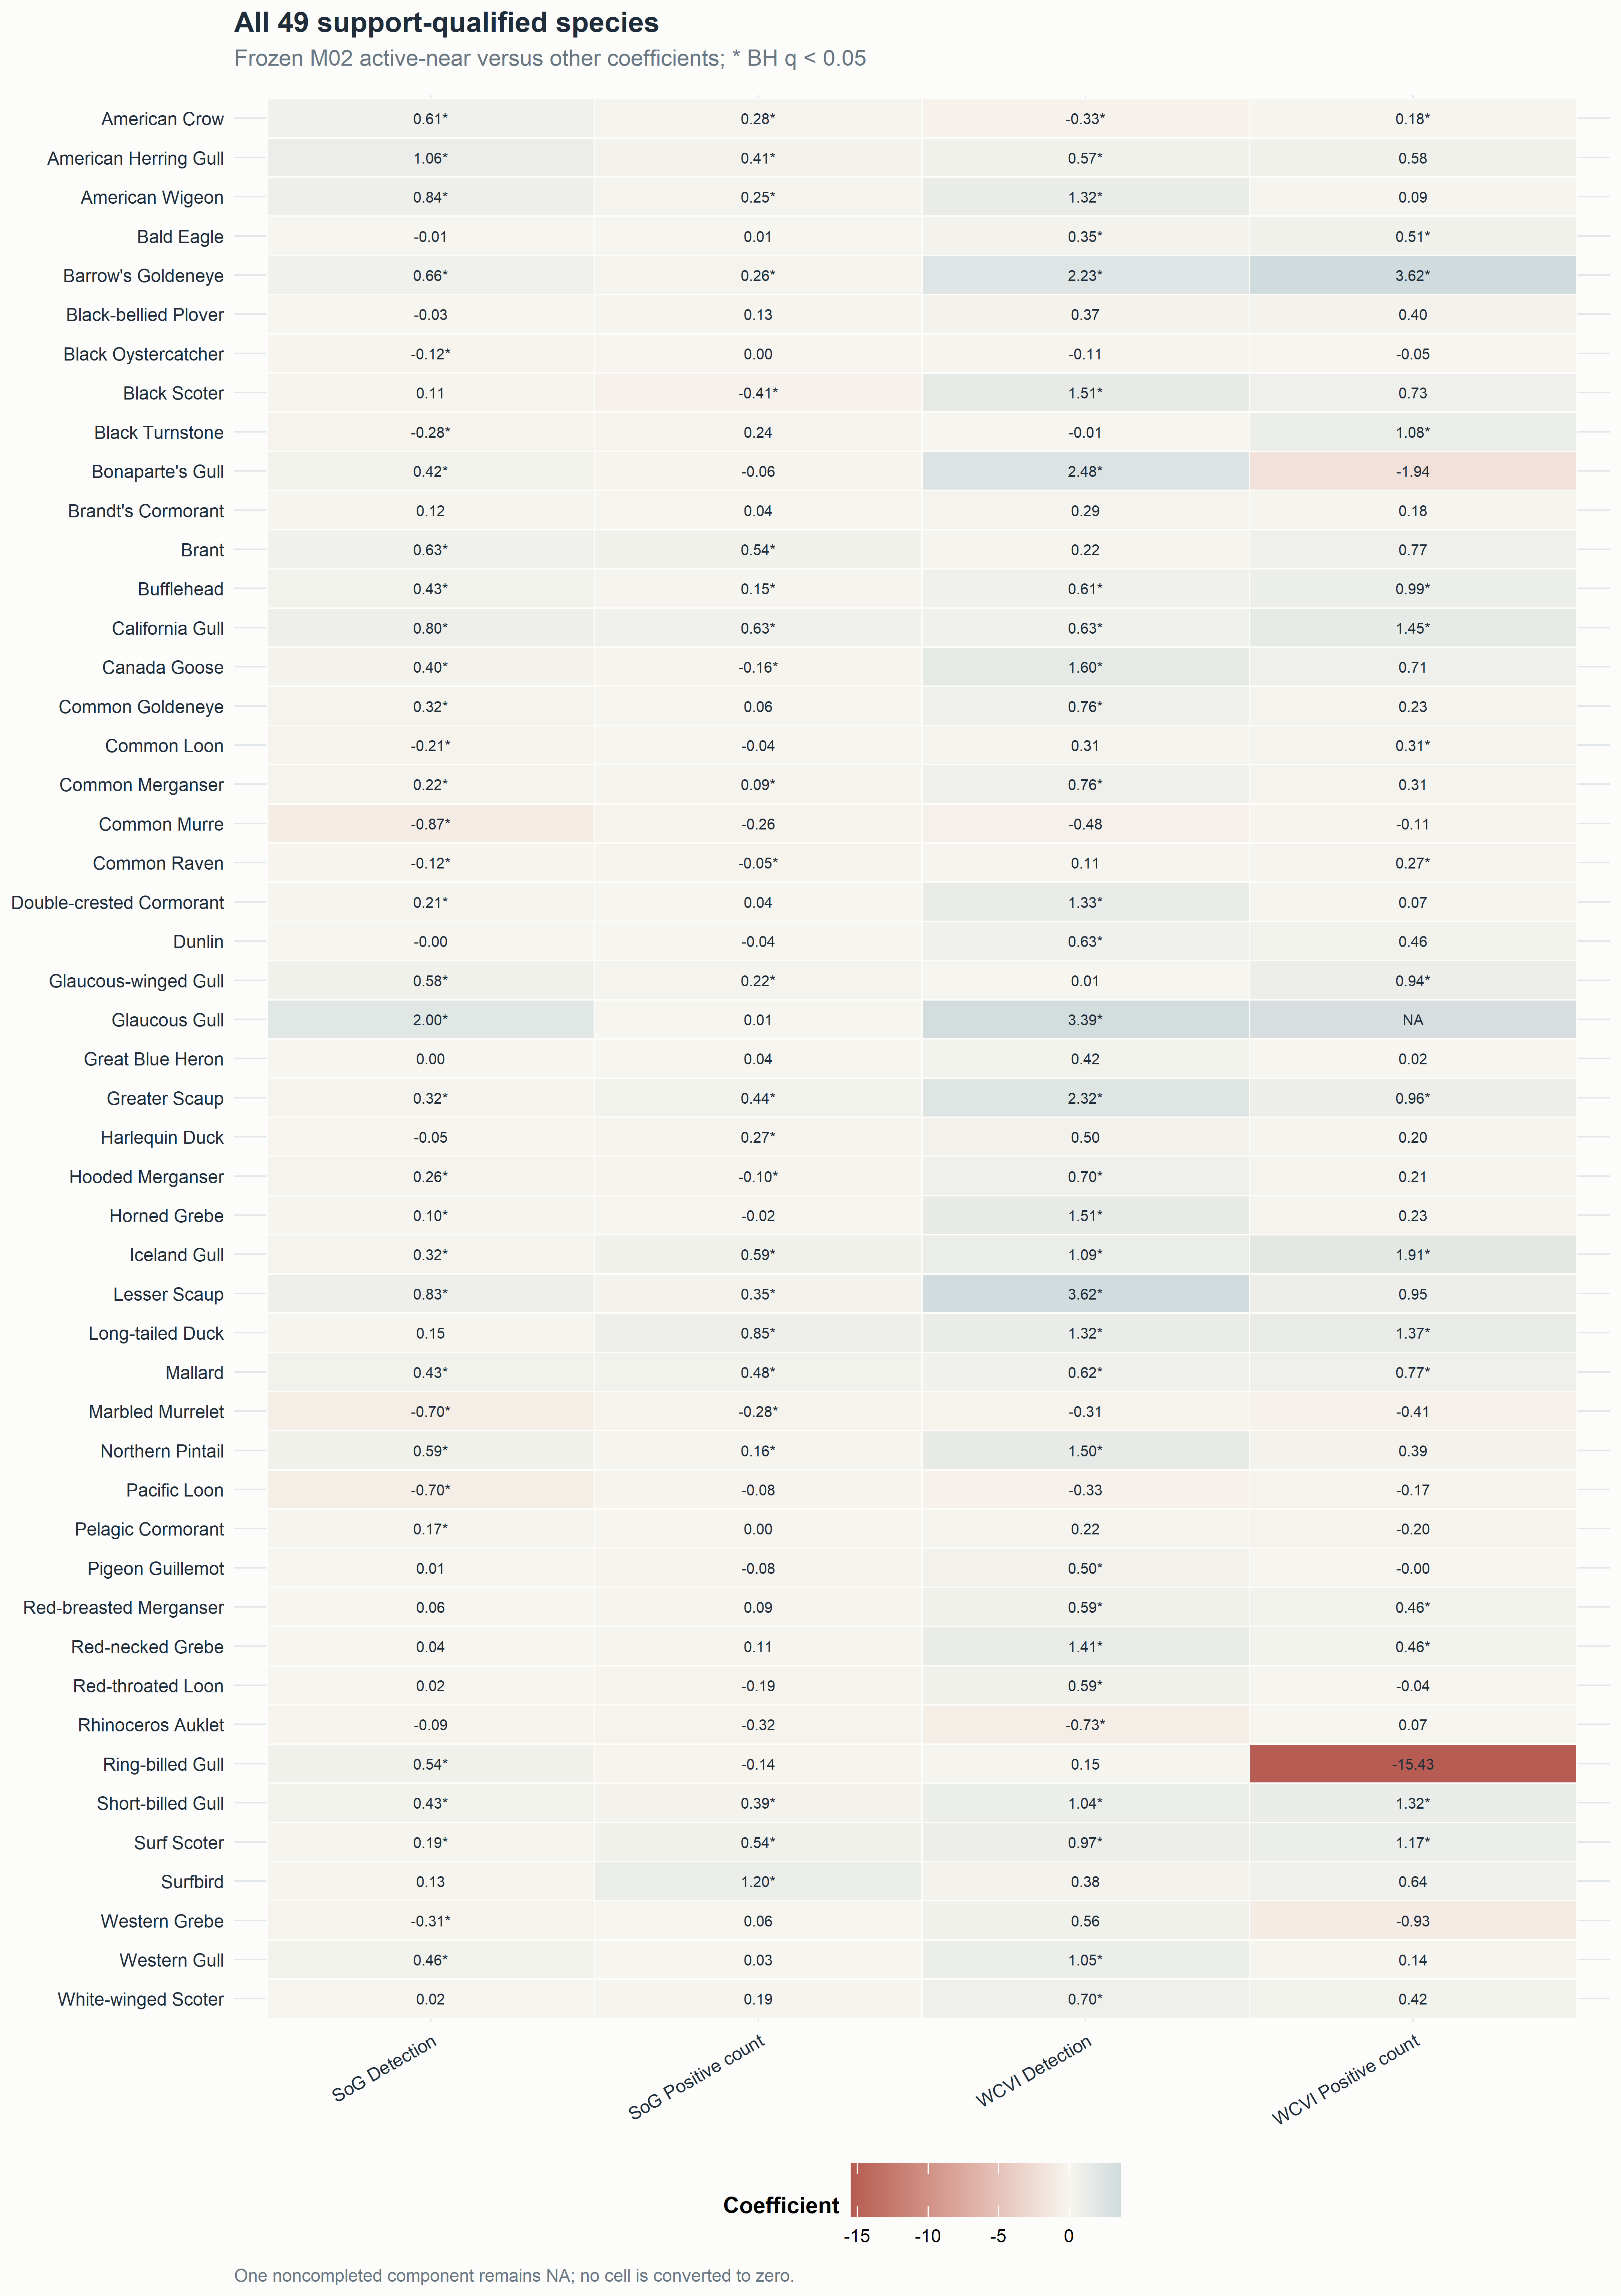 All 49 support-qualified species
Frozen M02 active-near versus other coefficients; * BH q < 0.05
American Crow 0.61* 0.28* -0.33* 0.18*
American Herring Gull 1.06* 0.41* 0.57* 0.58
American Wigeon 0.84* 0.25* 1.32* 0.09
Bald Eagle -0.01 0.01 0.35* 0.51*
Barrow's Goldeneye 0.66* 0.26* 2.23* 3.62*
Black-bellied Plover -0.03 0.13 0.37 0.40
Black Oystercatcher -0.12* 0.00 -0.11 -0.05
Black Scoter 0.11 -0.41* 1.51* 0.73
Black Turnstone -0.28* 0.24 -0.01 1.08*
Bonaparte's Gull 0.42* -0.06 2.48* -1.94
Brandt's Cormorant 0.12 0.04 0.29 0.18
Brant 0.63* 0.54* 0.22 0.77
Bufflehead 0.43* 0.15* 0.61* 0.99*
California Gull 0.80* 0.63* 0.63* 1.45*
Canada Goose 0.40* -0.16* 1.60* 0.71
Common Goldeneye 0.32* 0.06 0.76* 0.23
Common Loon -0.21* -0.04 0.31 0.31*
Common Merganser 0.22* 0.09* 0.76* 0.31
Common Murre -0.87* -0.26 -0.48 -0.11
Common Raven -0.12* -0.05* 0.11 0.27*
Double-crested Cormorant 0.21* 0.04 1.33* 0.07
Dunlin -0.00 -0.04 0.63* 0.46
Glaucous-winged Gull 0.58* 0.22* 0.01 0.94*
Glaucous Gull 2.00* 0.01 3.39* NA
Great Blue Heron 0.00 0.04 0.42 0.02
Greater Scaup 0.32* 0.44* 2.32* 0.96*
Harlequin Duck -0.05 0.27* 0.50 0.20
Hooded Merganser 0.26* -0.10* 0.70* 0.21
Horned Grebe 0.10* -0.02 1.51* 0.23
Iceland Gull 0.32* 0.59* 1.09* 1.91*
Lesser Scaup 0.83* 0.35* 3.62* 0.95
Long-tailed Duck 0.15 0.85* 1.32* 1.37*
Mallard 0.43* 0.48* 0.62* 0.77*
Marbled Murrelet -0.70* -0.28* -0.31 -0.41
Northern Pintail 0.59* 0.16* 1.50* 0.39
Pacific Loon -0.70* -0.08 -0.33 -0.17
Pelagic Cormorant 0.17* 0.00 0.22 -0.20
Pigeon Guillemot 0.01 -0.08 0.50* -0.00
Red-breasted Merganser 0.06 0.09 0.59* 0.46*
Red-necked Grebe 0.04 0.11 1.41* 0.46*
Red-throated Loon 0.02 -0.19 0.59* -0.04
Rhinoceros Auklet -0.09 -0.32 -0.73* 0.07
Ring-billed Gull 0.54* -0.14 0.15 -15.43
Short-billed Gull 0.43* 0.39* 1.04* 1.32*
Surf Scoter 0.19* 0.54* 0.97* 1.17*
Surfbird 0.13 1.20* 0.38 0.64
Western Grebe -0.31* 0.06 0.56 -0.93
Western Gull 0.46* 0.03 1.05* 0.14
White-winged Scoter 0.02 0.19 0.70* 0.42
SoG Detection SoG Positive count WCVI Detection WCVI Positive count
Coefficient
-15 -10 -5 0
One noncompleted component remains NA; no cell is converted to zero.